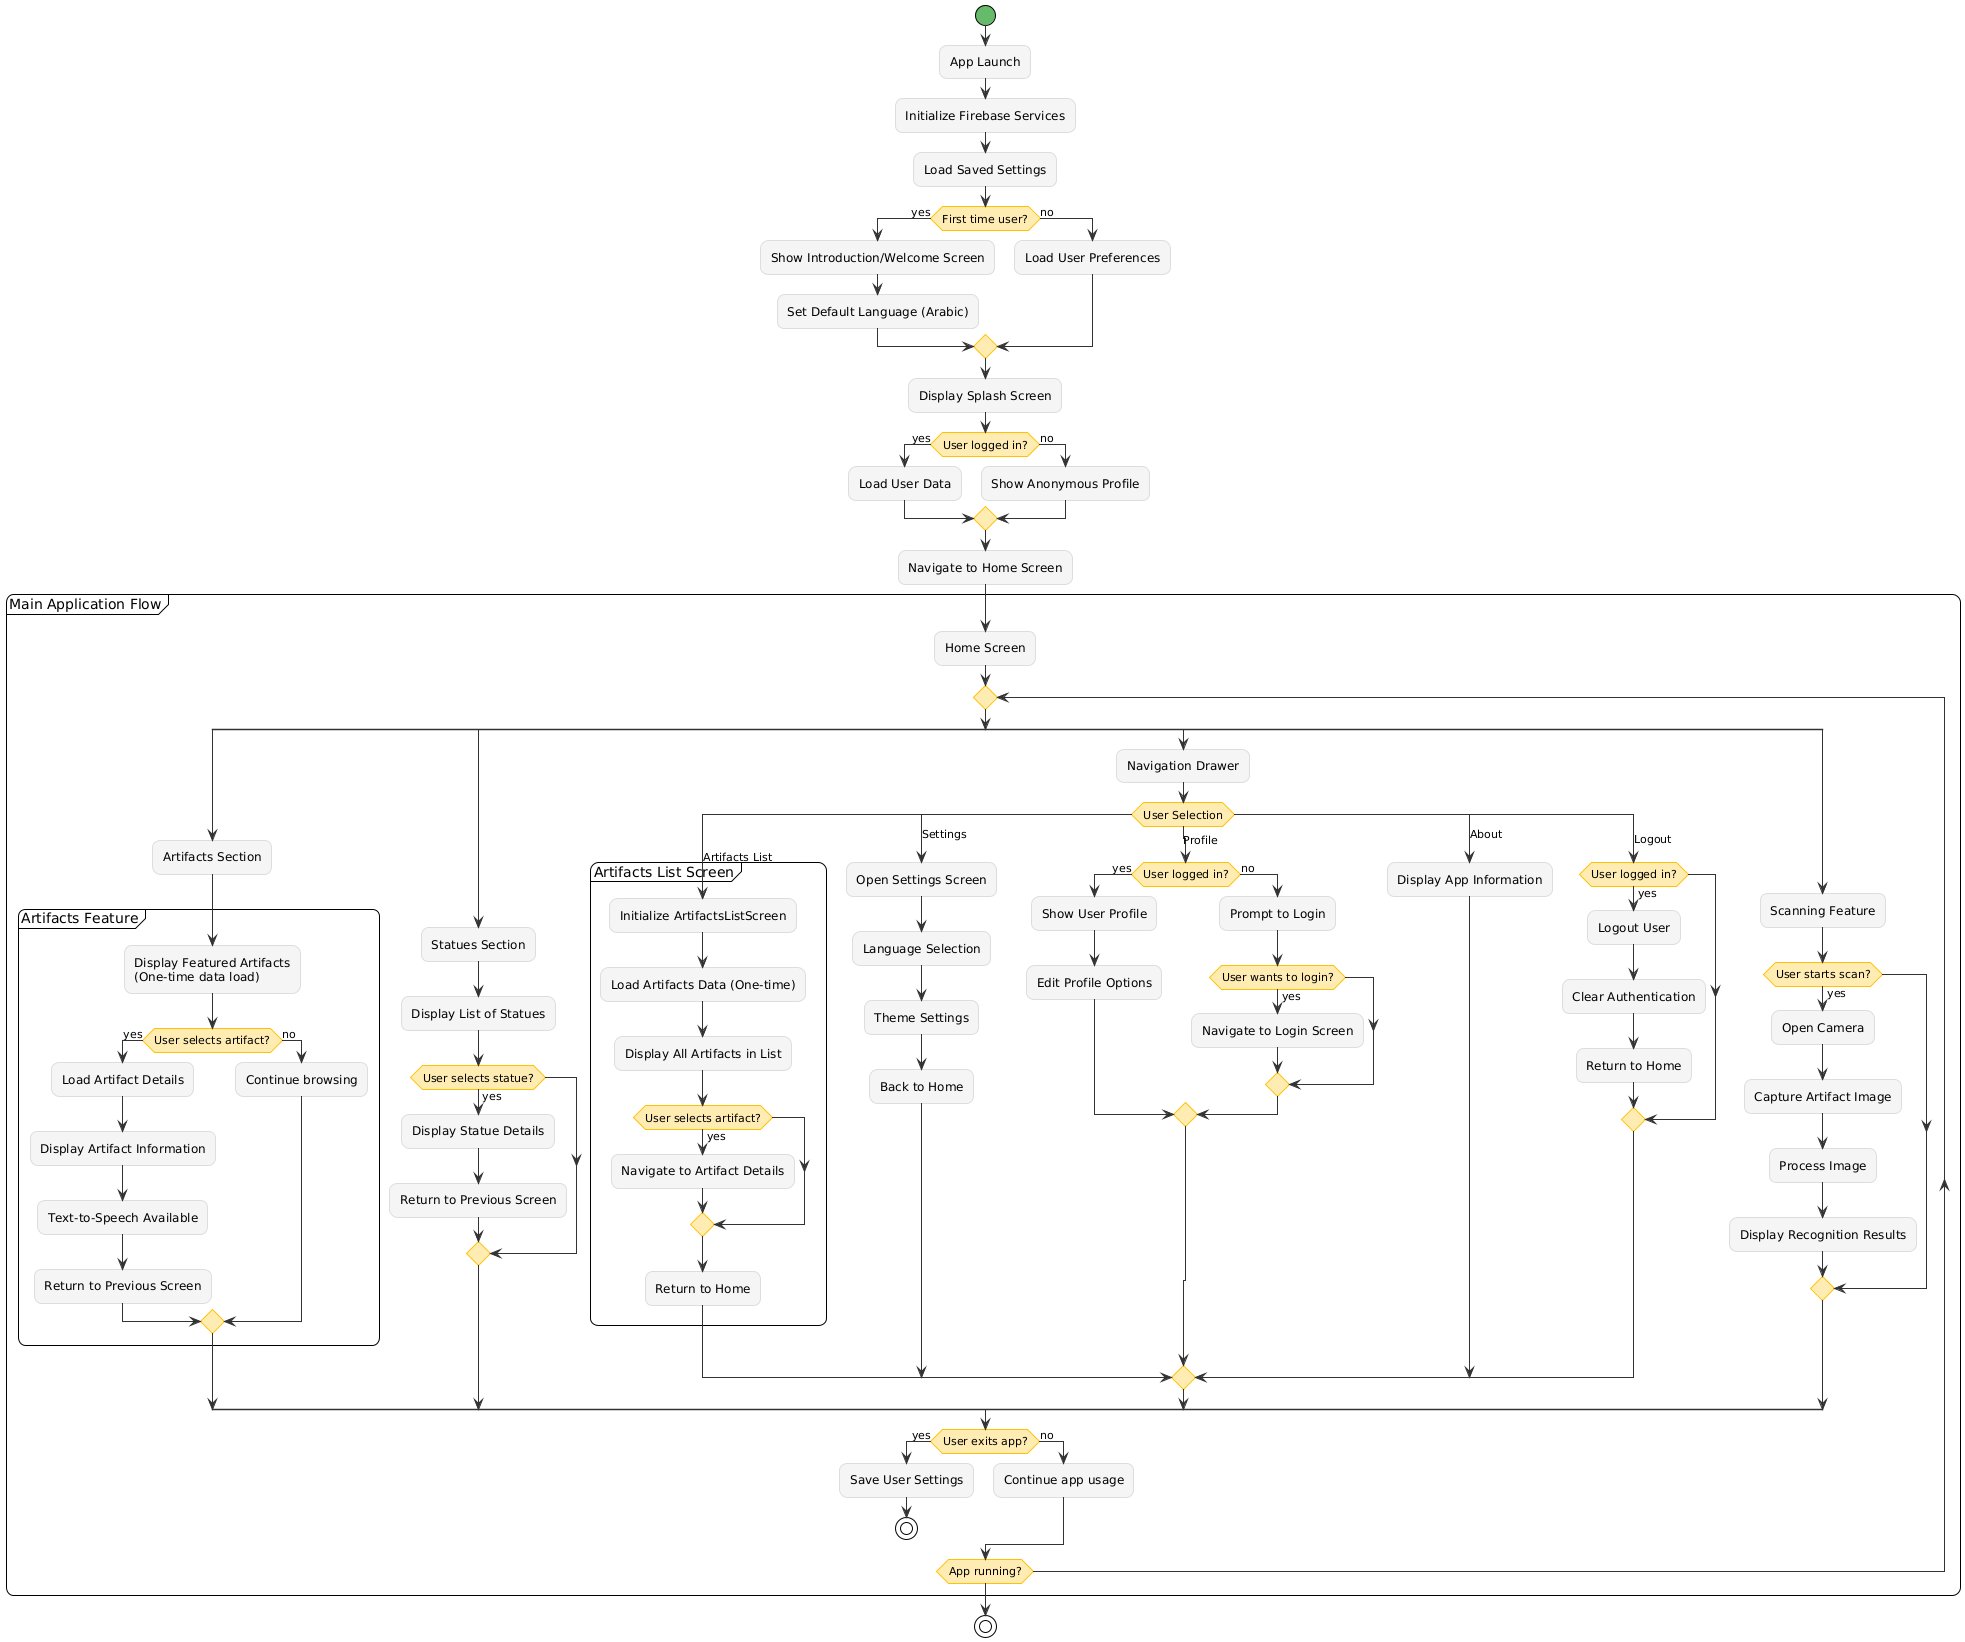 App Launch
Initialize Firebase Services
Load Saved Settings
First time user?
yes
no
Show Introduction/Welcome Screen
Load User Preferences
Set Default Language (Arabic)
Display Splash Screen
User logged in?
yes
no
Load User Data
Show Anonymous Profile
Navigate to Home Screen
Main Application Flow
Home Screen
Artifacts Section
Artifacts Feature
Display Featured Artifacts
(One-time data load)
User selects artifact?
yes
no
Load Artifact Details
Continue browsing
Display Artifact Information
Text-to-Speech Available
Return to Previous Screen
Statues Section
Display List of Statues
User selects statue?
yes
Display Statue Details
Return to Previous Screen
Navigation Drawer
User Selection
Artifacts List
Artifacts List Screen
Initialize ArtifactsListScreen
Load Artifacts Data (One-time)
Display All Artifacts in List
User selects artifact?
yes
Navigate to Artifact Details
Return to Home
Settings
Open Settings Screen
Language Selection
Theme Settings
Back to Home
Profile
User logged in?
yes
no
Show User Profile
Edit Profile Options
Prompt to Login
User wants to login?
yes
Navigate to Login Screen
About
Display App Information
Logout
User logged in?
yes
Logout User
Clear Authentication
Return to Home
Scanning Feature
User starts scan?
yes
Open Camera
Capture Artifact Image
Process Image
Display Recognition Results
User exits app?
yes
no
Save User Settings
Continue app usage
App running?